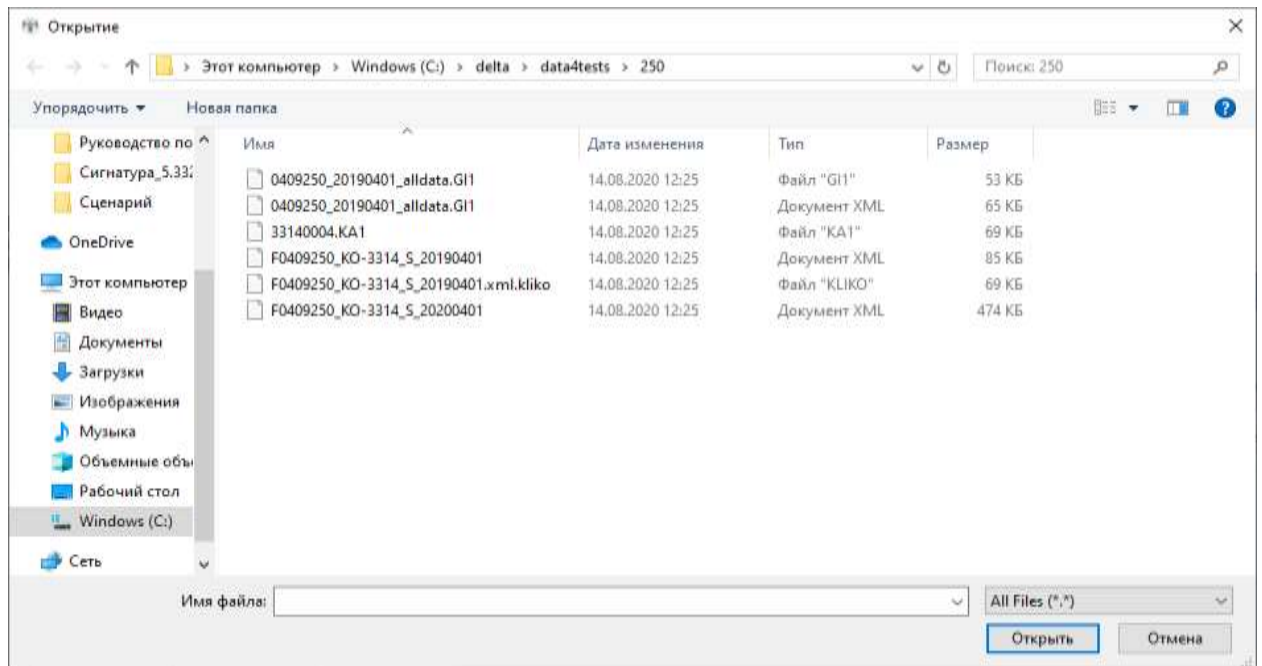 Открытие
Этот компьютер > Windows (C:) > delta > data4tests > 250
Поиск: 250
Упорядочить
Новая папка
Имя Дата изменения Тип Размер
Руководство по
Сигнатура_5.332
Сценарий
OneDrive
Этот компьютер
Видео
Документы
Загрузки
Изображения
Музыка
Объемные объ
Рабочий стол
Windows (C:)
Сеть
0409250_20190401_alldata.GI1 14.08.2020 12:25 Файл "GI1" 53 КБ
0409250_20190401_alldata.GI1 14.08.2020 12:25 Документ XML 65 КБ
33140004.KA1 14.08.2020 12:25 Файл "KA1" 69 КБ
F0409250_KO-3314_S_20190401 14.08.2020 12:25 Документ XML 85 КБ
F0409250_KO-3314_S_20190401.xml.kliko 14.08.2020 12:25 Файл "KLIKO" 69 КБ
F0409250_KO-3314_S_20200401 14.08.2020 12:25 Документ XML 474 КБ
Имя файла:
All Files (*.*)
Открыть
Отмена